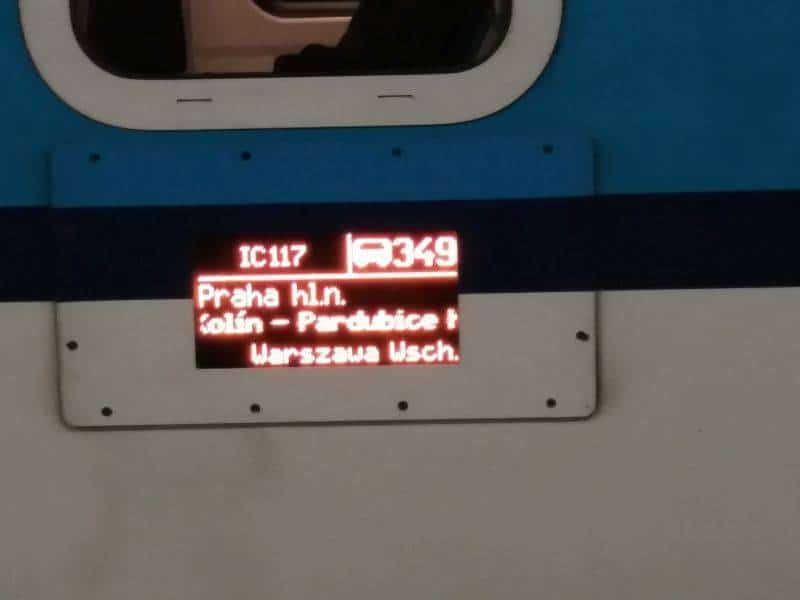 IC117 349
Praha hl.n.
Kolín – Pardubice h
Warszawa Wsch.